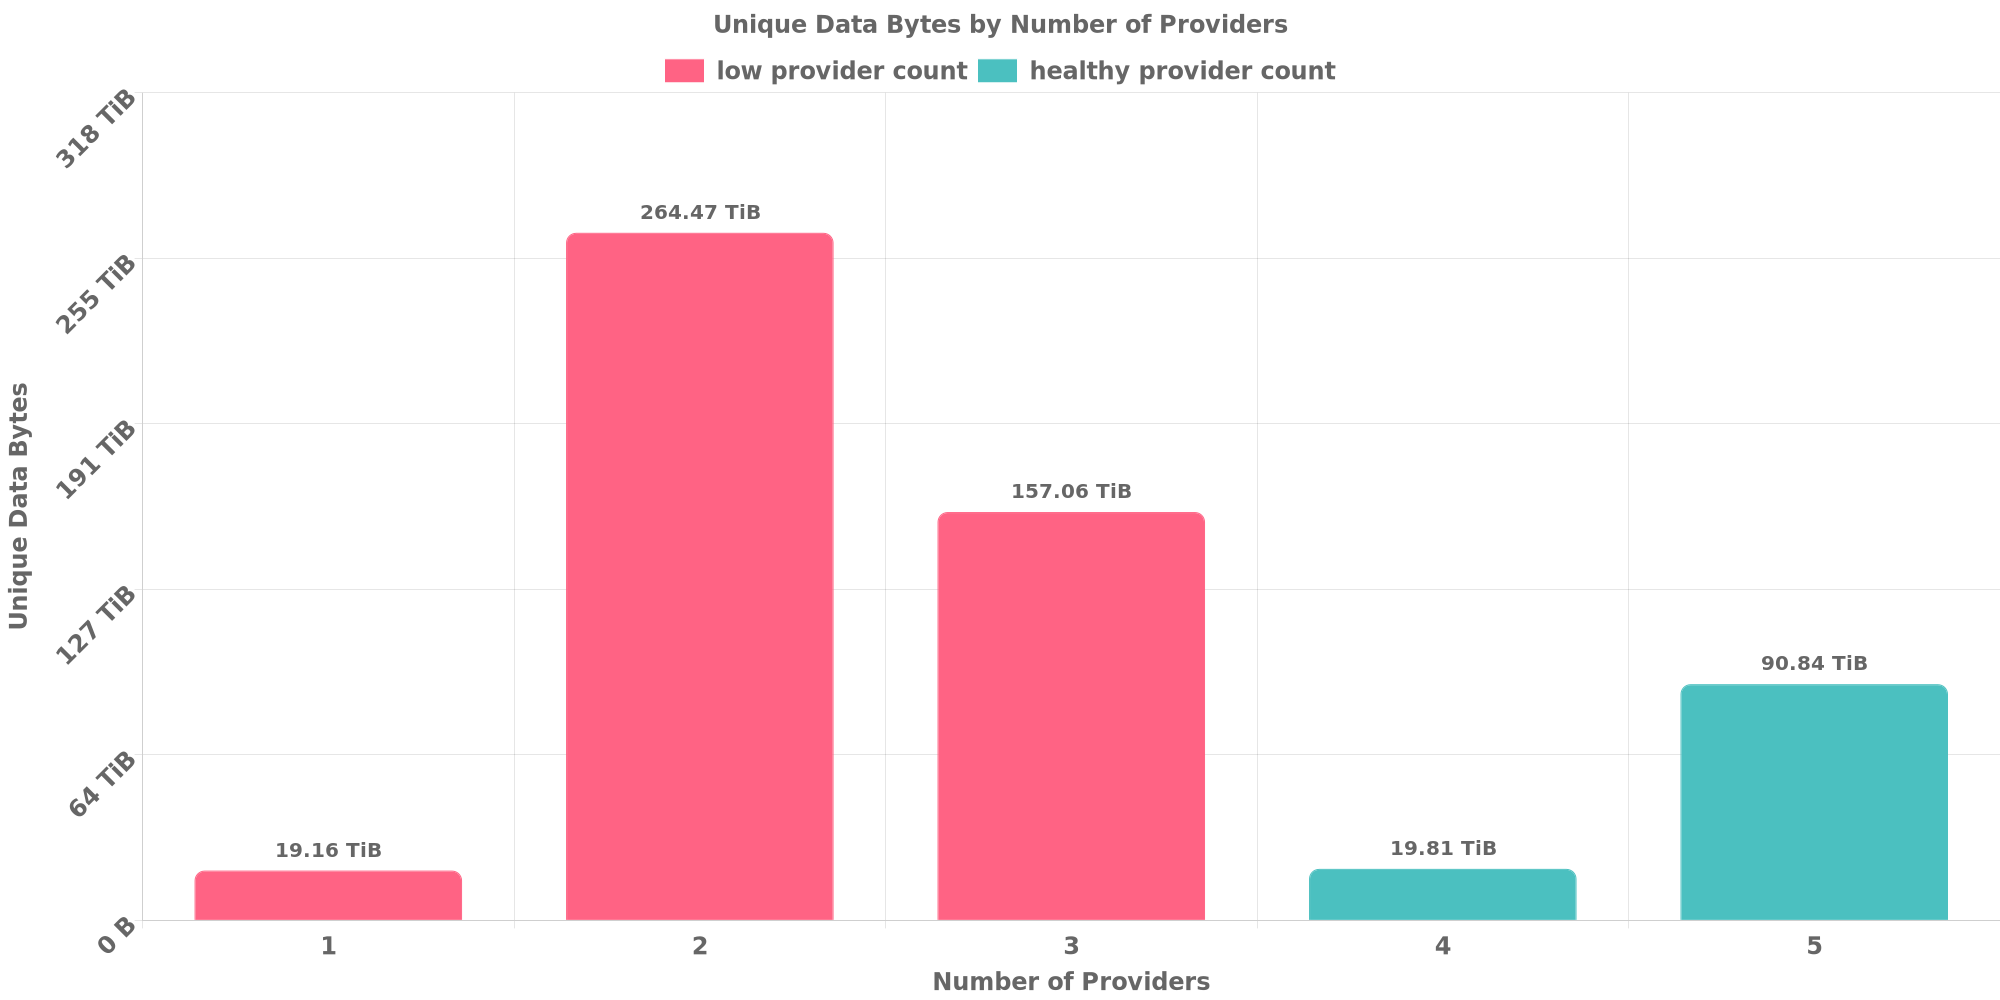 Unique Data Bytes by Number of Providers
low provider count healthy provider count
318 TiB
255 TiB
191 TiB
127 TiB
64 TiB
0 B
Unique Data Bytes
19.16 TiB
264.47 TiB
157.06 TiB
19.81 TiB
90.84 TiB
1 2 3 4 5
Number of Providers